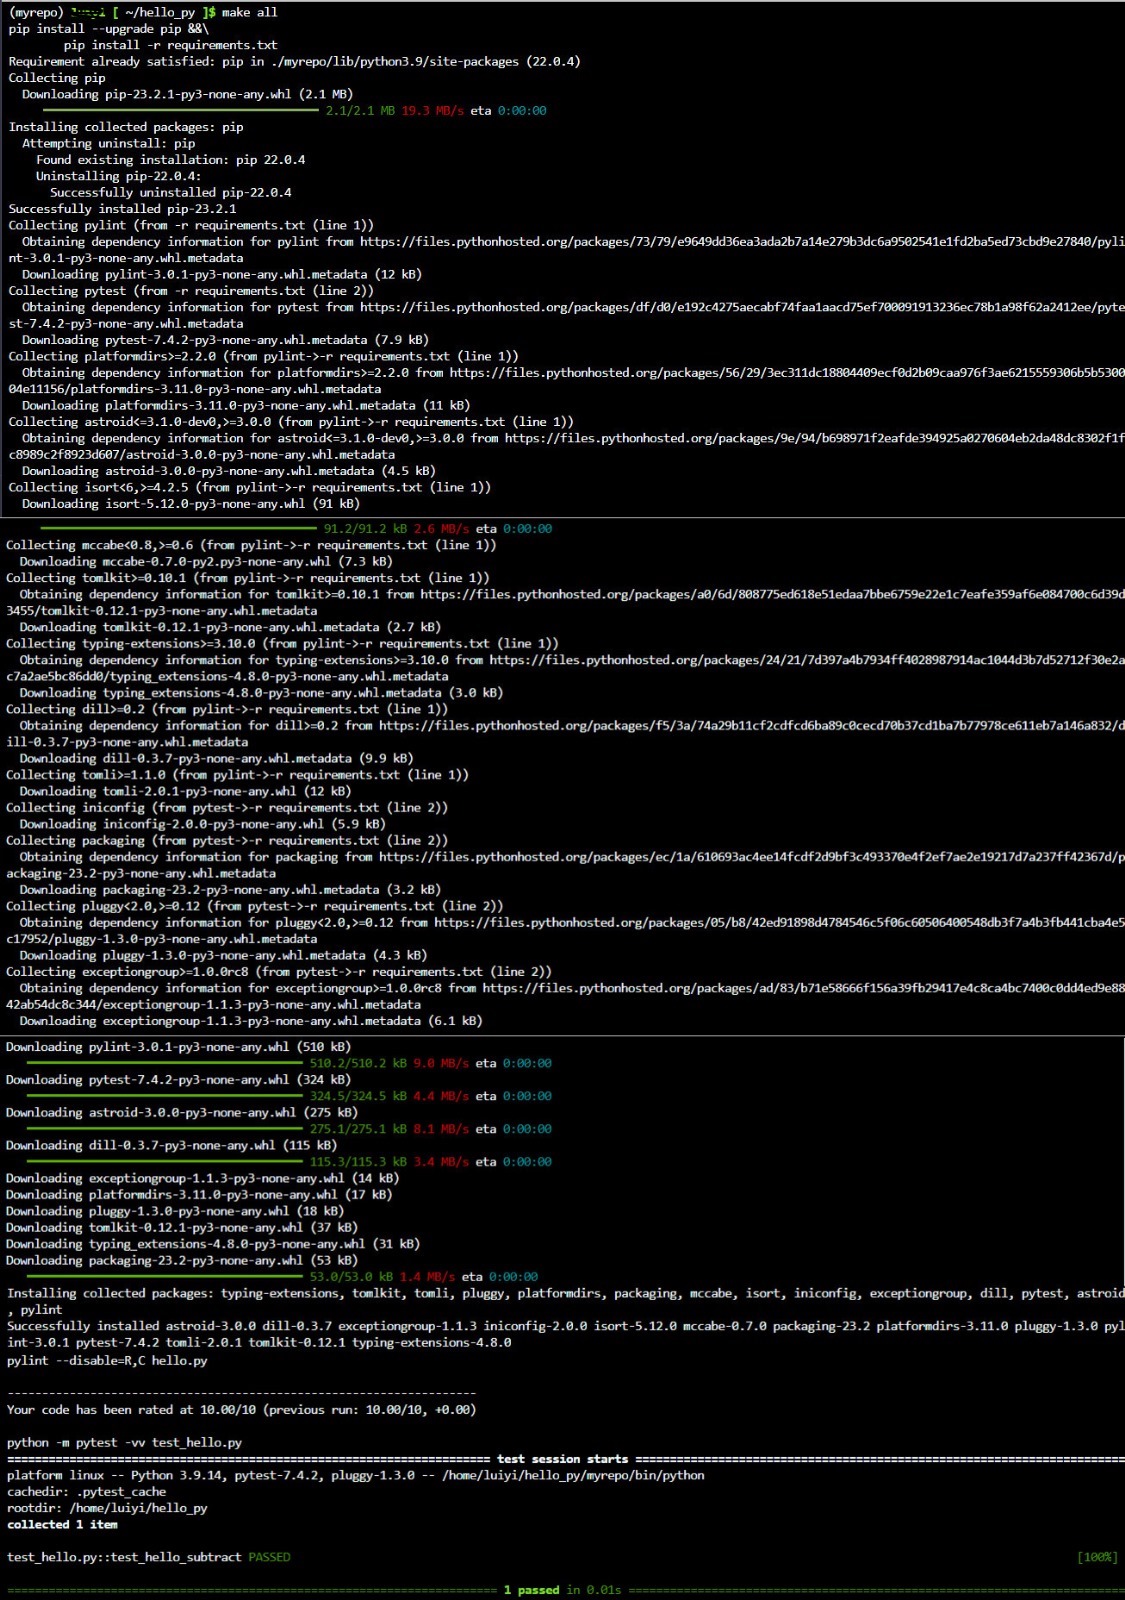 (myrepo) [ ~/hello_py ]$ make all
pip install --upgrade pip &&\
pip install -r requirements.txt
Requirement already satisfied: pip in ./myrepo/lib/python3.9/site-packages (22.0.4)
Collecting pip
Downloading pip-23.2.1-py3-none-any.whl (2.1 MB)
2.1/2.1 MB 19.3 MB/s eta 0:00:00
Installing collected packages: pip
Attempting uninstall: pip
Found existing installation: pip 22.0.4
Uninstalling pip-22.0.4:
Successfully uninstalled pip-22.0.4
Successfully installed pip-23.2.1
Collecting pylint (from -r requirements.txt (line 1))
Obtaining dependency information for pylint from https://files.pythonhosted.org/packages/73/79/e9649dd36ea3ada2b7a14e279b3dc6a9502541e1fd2ba5ed73cbd9e27840/pyli
nt-3.0.1-py3-none-any.whl.metadata
Downloading pylint-3.0.1-py3-none-any.whl.metadata (12 kB)
Collecting pytest (from -r requirements.txt (line 2))
Obtaining dependency information for pytest from https://files.pythonhosted.org/packages/df/d0/e192c4275aecabf74faa1aacd75ef700091913236ec78b1a98f62a2412ee/pyte
st-7.4.2-py3-none-any.whl.metadata
Downloading pytest-7.4.2-py3-none-any.whl.metadata (7.9 kB)
Collecting platformdirs>=2.2.0 (from pylint->-r requirements.txt (line 1))
Obtaining dependency information for platformdirs>=2.2.0 from https://files.pythonhosted.org/packages/56/29/3ec311dc18804409ecf0d2b09caa976f3ae6215559306b5b5300
04e11156/platformdirs-3.11.0-py3-none-any.whl.metadata
Downloading platformdirs-3.11.0-py3-none-any.whl.metadata (11 kB)
Collecting astroid<=3.1.0-dev0,>=3.0.0 (from pylint->-r requirements.txt (line 1))
Obtaining dependency information for astroid<=3.1.0-dev0,>=3.0.0 from https://files.pythonhosted.org/packages/9e/94/b698971f2eafde394925a0270604eb2da48dc8302f1f
c8989c2f8923d607/astroid-3.0.0-py3-none-any.whl.metadata
Downloading astroid-3.0.0-py3-none-any.whl.metadata (4.5 kB)
Collecting isort<6,>=4.2.5 (from pylint->-r requirements.txt (line 1))
Downloading isort-5.12.0-py3-none-any.whl (91 kB)
91.2/91.2 kB 2.6 MB/s eta 0:00:00
Collecting mccabe<0.8,>=0.6 (from pylint->-r requirements.txt (line 1))
Downloading mccabe-0.7.0-py2.py3-none-any.whl (7.3 kB)
Collecting tomlkit>=0.10.1 (from pylint->-r requirements.txt (line 1))
Obtaining dependency information for tomlkit>=0.10.1 from https://files.pythonhosted.org/packages/a0/6d/808775ed618e51edaa7bbe6759e22e1c7eafe359af6e084700c6d39d
3455/tomlkit-0.12.1-py3-none-any.whl.metadata
Downloading tomlkit-0.12.1-py3-none-any.whl.metadata (2.7 kB)
Collecting typing-extensions>=3.10.0 (from pylint->-r requirements.txt (line 1))
Obtaining dependency information for typing-extensions>=3.10.0 from https://files.pythonhosted.org/packages/24/21/7d397a4b7934ff4028987914ac1044d3b7d52712f30e2a
c7a2ae5bc86dd0/typing_extensions-4.8.0-py3-none-any.whl.metadata
Downloading typing_extensions-4.8.0-py3-none-any.whl.metadata (3.0 kB)
Collecting dill>=0.2 (from pylint->-r requirements.txt (line 1))
Obtaining dependency information for dill>=0.2 from https://files.pythonhosted.org/packages/f5/3a/74a29b11cf2cdfcd6ba89c0cecd70b37cd1ba7b77978ce611eb7a146a832/d
ill-0.3.7-py3-none-any.whl.metadata
Downloading dill-0.3.7-py3-none-any.whl.metadata (9.9 kB)
Collecting tomli>=1.1.0 (from pylint->-r requirements.txt (line 1))
Downloading tomli-2.0.1-py3-none-any.whl (12 kB)
Collecting iniconfig (from pytest->-r requirements.txt (line 2))
Downloading iniconfig-2.0.0-py3-none-any.whl (5.9 kB)
Collecting packaging (from pytest->-r requirements.txt (line 2))
Obtaining dependency information for packaging from https://files.pythonhosted.org/packages/ec/1a/610693ac4ee14fcdf2d9bf3c493370e4f2ef7ae2e19217d7a237ff42367d/p
ackaging-23.2-py3-none-any.whl.metadata
Downloading packaging-23.2-py3-none-any.whl.metadata (3.2 kB)
Collecting pluggy<2.0,>=0.12 (from pytest->-r requirements.txt (line 2))
Obtaining dependency information for pluggy<2.0,>=0.12 from https://files.pythonhosted.org/packages/05/b8/42ed91898d4784546c5f06c60506400548db3f7a4b3fb441cba4e5
c17952/pluggy-1.3.0-py3-none-any.whl.metadata
Downloading pluggy-1.3.0-py3-none-any.whl.metadata (4.3 kB)
Collecting exceptiongroup>=1.0.0rc8 (from pytest->-r requirements.txt (line 2))
Obtaining dependency information for exceptiongroup>=1.0.0rc8 from https://files.pythonhosted.org/packages/ad/83/b71e58666f156a39fb29417e4c8ca4bc7400c0dd4ed9e88
42ab54dc8c344/exceptiongroup-1.1.3-py3-none-any.whl.metadata
Downloading exceptiongroup-1.1.3-py3-none-any.whl.metadata (6.1 kB)
Downloading pylint-3.0.1-py3-none-any.whl (510 kB)
510.2/510.2 kB 9.0 MB/s eta 0:00:00
Downloading pytest-7.4.2-py3-none-any.whl (324 kB)
324.5/324.5 kB 4.4 MB/s eta 0:00:00
Downloading astroid-3.0.0-py3-none-any.whl (275 kB)
275.1/275.1 kB 8.1 MB/s eta 0:00:00
Downloading dill-0.3.7-py3-none-any.whl (115 kB)
115.3/115.3 kB 3.4 MB/s eta 0:00:00
Downloading exceptiongroup-1.1.3-py3-none-any.whl (14 kB)
Downloading platformdirs-3.11.0-py3-none-any.whl (17 kB)
Downloading pluggy-1.3.0-py3-none-any.whl (18 kB)
Downloading tomlkit-0.12.1-py3-none-any.whl (37 kB)
Downloading typing_extensions-4.8.0-py3-none-any.whl (31 kB)
Downloading packaging-23.2-py3-none-any.whl (53 kB)
53.0/53.0 kB 1.4 MB/s eta 0:00:00
Installing collected packages: typing-extensions, tomlkit, tomli, pluggy, platformdirs, packaging, mccabe, isort, iniconfig, exceptiongroup, dill, pytest, astroid
, pylint
Successfully installed astroid-3.0.0 dill-0.3.7 exceptiongroup-1.1.3 iniconfig-2.0.0 isort-5.12.0 mccabe-0.7.0 packaging-23.2 platformdirs-3.11.0 pluggy-1.3.0 pyl
int-3.0.1 pytest-7.4.2 tomli-2.0.1 tomlkit-0.12.1 typing-extensions-4.8.0
pylint --disable=R,C hello.py
--------------------------------------------------------------------
Your code has been rated at 10.00/10 (previous run: 10.00/10, +0.00)
python -m pytest -vv test_hello.py
======================================================================= test session starts ========================================================================
platform linux -- Python 3.9.14, pytest-7.4.2, pluggy-1.3.0 -- /home/luiyi/hello_py/myrepo/bin/python
cachedir: .pytest_cache
rootdir: /home/luiyi/hello_py
collected 1 item
test_hello.py::test_hello_subtract PASSED [100%]
======================================================================== 1 passed in 0.01s =========================================================================